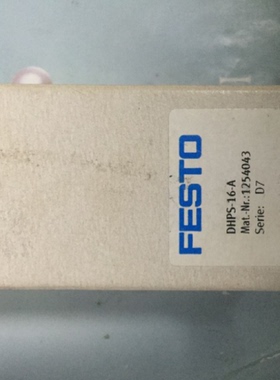 FESTO
DHPS-16-A
Mat.-Nr.:1254043
Serie: D7